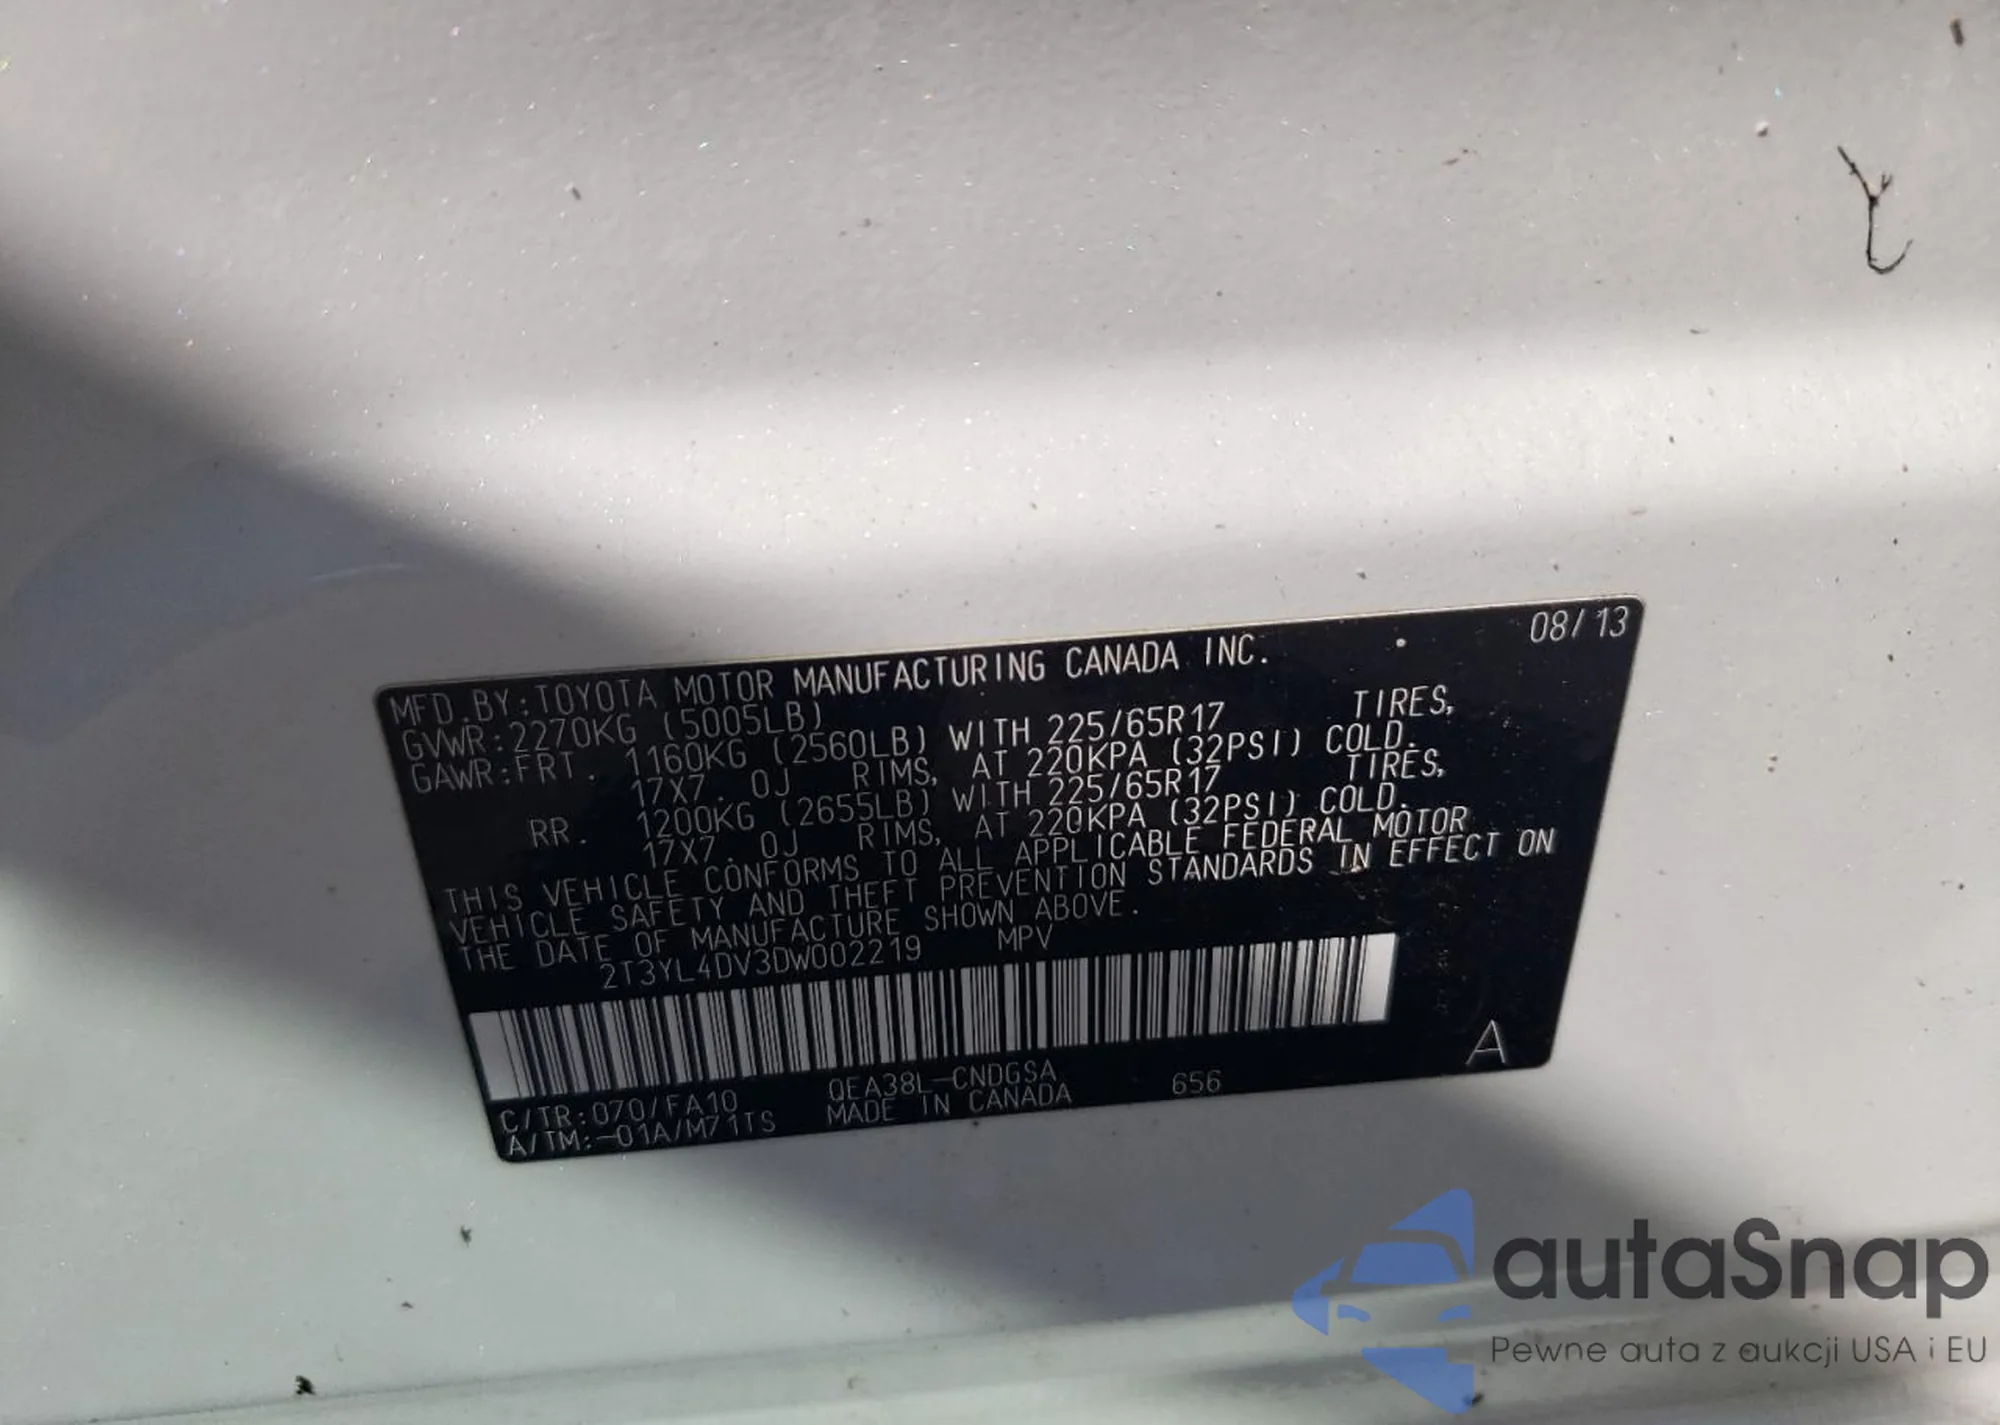 08/13
MFD.BY:TOYOTA MOTOR MANUFACTURING CANADA INC.
GVWR:2270KG (5005LB)
GAWR:FRT. 1160KG (2560LB) WITH 225/65R17 TIRES,
17X7.0J RIMS, AT 220KPA (32PSI) COLD.
RR. 1200KG (2655LB) WITH 225/65R17 TIRES,
17X7.0J RIMS, AT 220KPA (32PSI) COLD.
THIS VEHICLE CONFORMS TO ALL APPLICABLE FEDERAL MOTOR
VEHICLE SAFETY AND THEFT PREVENTION STANDARDS IN EFFECT ON
THE DATE OF MANUFACTURE SHOWN ABOVE.
2T3YL4DV3DW002219 MPV
C/TR:070/FA10 QEA38L-CNDGSA 656 A
A/TM:-01A/M71TS MADE IN CANADA
autaSnap
Pewne auta z aukcji USA i EU